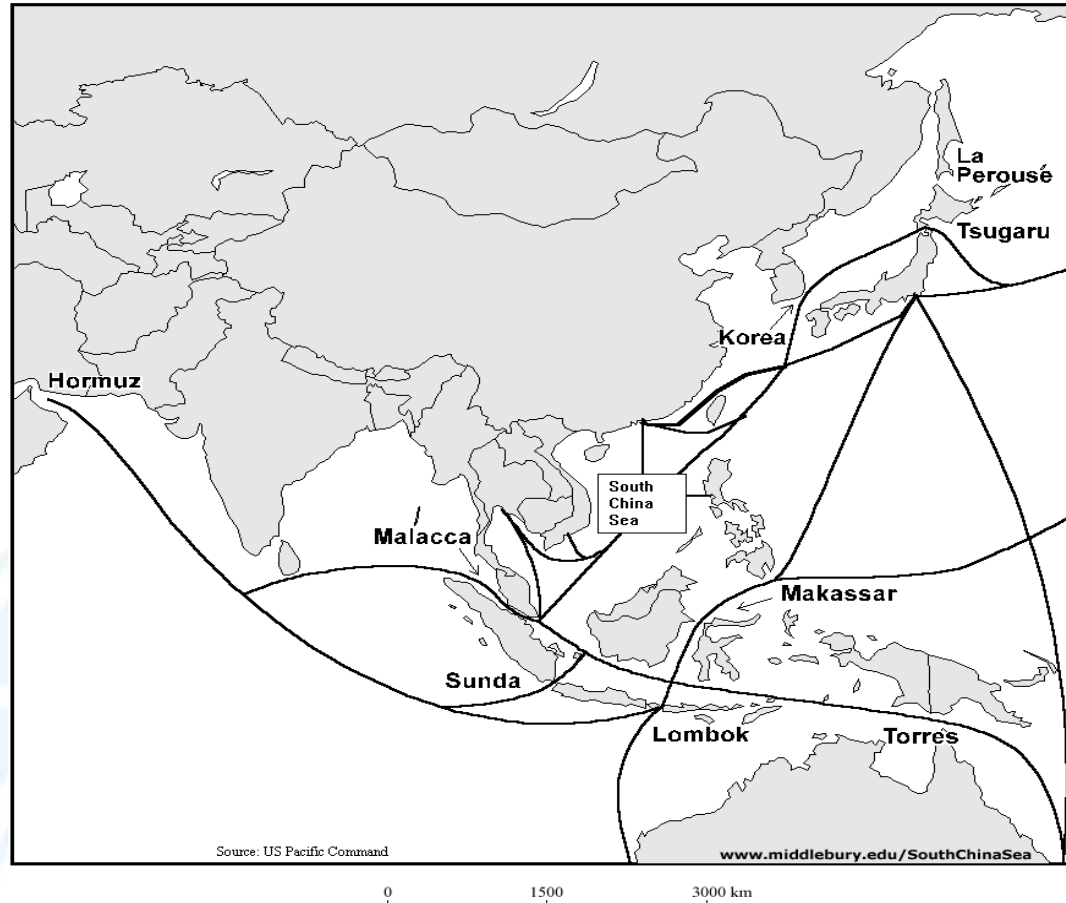 La
Perousé
Tsugaru
Korea
Hormuz
South
China
Sea
Malacca
Makassar
Sunda
Lombok
Torres
Source: US Pacific Command
www.middlebury.edu/SouthChinaSea
0 1500 3000 km